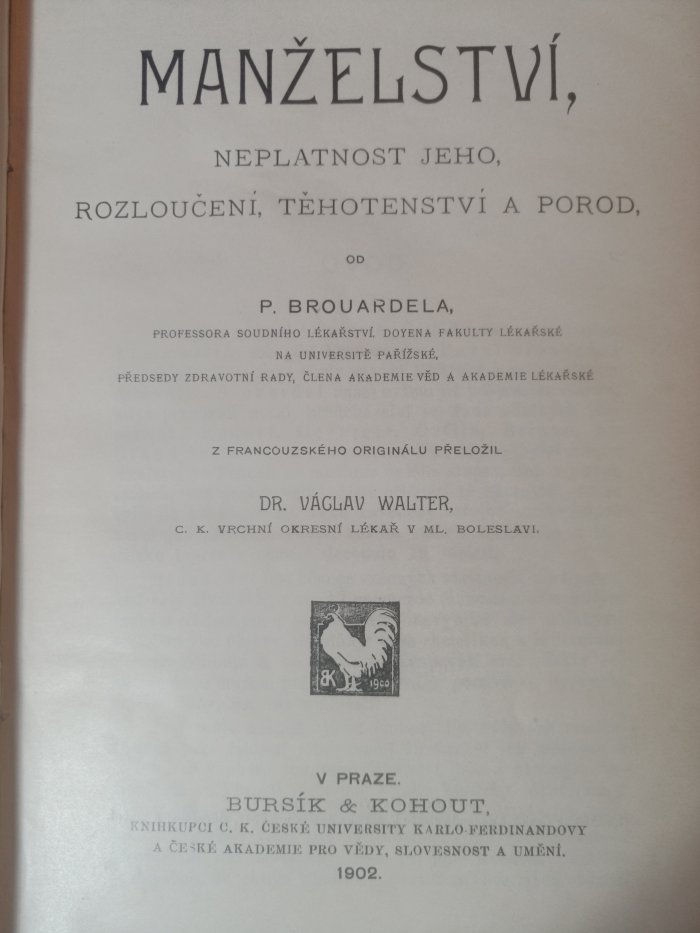 MANŽELSTVÍ,
NEPLATNOST JEHO,
ROZLOUČENÍ, TĚHOTENSTVÍ A POROD,
OD
P. BROUARDELA,
PROFESSORA SOUDNÍHO LÉKAŘSTVÍ, DOYENA FAKULTY LÉKAŘSKÉ
NA UNIVERSITĚ PAŘÍŽSKÉ,
PŘEDSEDY ZDRAVOTNÍ RADY, ČLENA AKADEMIE VĚD A AKADEMIE LÉKAŘSKÉ
Z FRANCOUZSKÉHO ORIGINÁLU PŘELOŽIL
DR. VÁCLAV WALTER,
C. K. VRCHNÍ OKRESNÍ LÉKAŘ V ML. BOLESLAVI.
BK 1900
V PRAZE.
BURSÍK & KOHOUT,
KNIHKUPCI C. K. ČESKÉ UNIVERSITY KARLO-FERDINANDOVY
A ČESKÉ AKADEMIE PRO VĚDY, SLOVESNOST A UMĚNÍ.
1902.